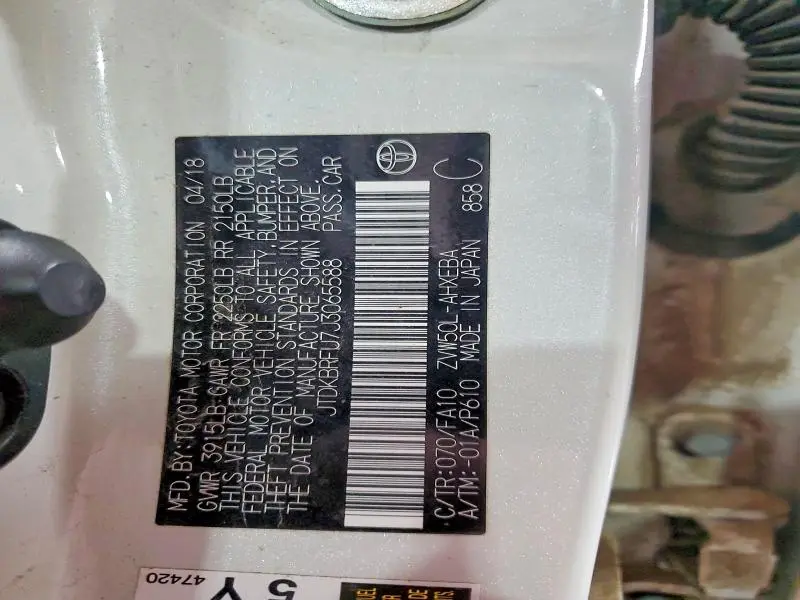 MFD.BY:TOYOTA MOTOR CORPORATION 04/18
GVWR 3915LB GAWR FR 2250LB RR 2150LB
THIS VEHICLE CONFORMS TO ALL APPLICABLE
FEDERAL MOTOR VEHICLE SAFETY, BUMPER, AND
THEFT PREVENTION STANDARDS IN EFFECT ON
THE DATE OF MANUFACTURE SHOWN ABOVE.
JTDKBRFU7J3065588 PASS.CAR
C/TR:070/FA10 ZVW50L-AHXEBA
A/TM:-01A/P610 MADE IN JAPAN 858 C
47420
5Y